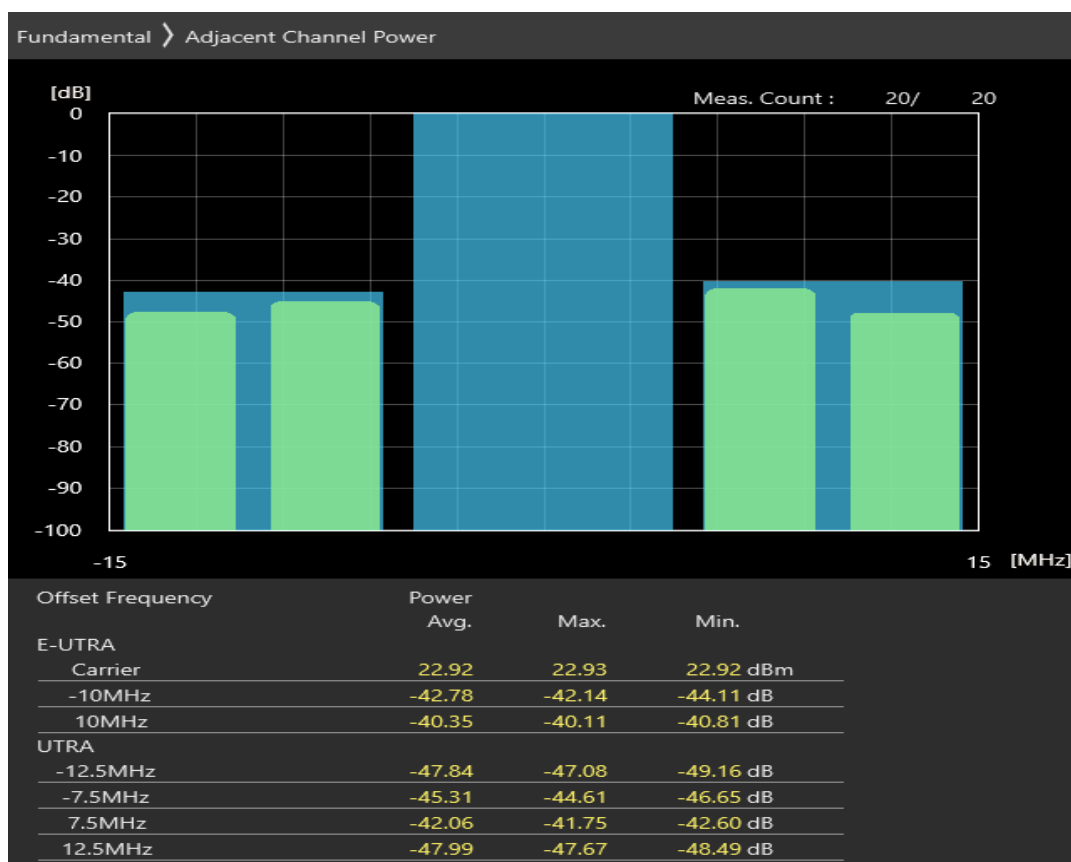 Fundamental ❯ Adjacent Channel Power
[dB]
Meas. Count : 20/ 20
0
-10
-20
-30
-40
-50
-60
-70
-80
-90
-100
-15 15 [MHz]
Offset Frequency Power
Avg. Max. Min.
E-UTRA
Carrier 22.92 22.93 22.92 dBm
-10MHz -42.78 -42.14 -44.11 dB
10MHz -40.35 -40.11 -40.81 dB
UTRA
-12.5MHz -47.84 -47.08 -49.16 dB
-7.5MHz -45.31 -44.61 -46.65 dB
7.5MHz -42.06 -41.75 -42.60 dB
12.5MHz -47.99 -47.67 -48.49 dB